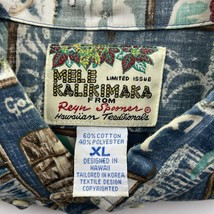 LIMITED ISSUE
MELE
KALIKIMAKA
FROM
Reyn Spooner ®
Hawaiian Traditionals
60% COTTON
40% POLYESTER
XL
DESIGNED IN
HAWAII
TAILORED IN KOREA
TEXTILE DESIGN
COPYRIGHTED